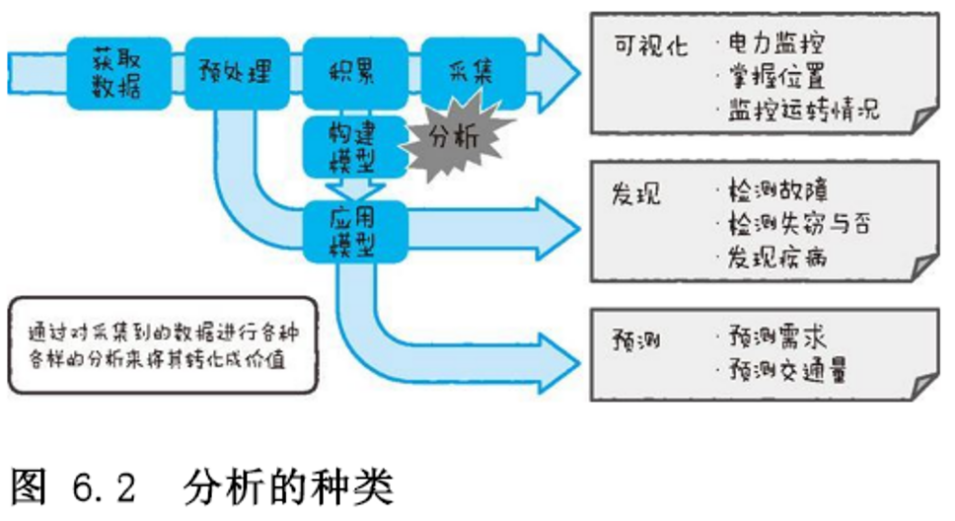 获取
数据
预处理
积累
采集
构建
模型
分析
应用
模型
可视化
·电力监控
·掌握位置
·监控运转情况
发现
·检测故障
·检测失窃与否
·发现疾病
预测
·预测需求
·预测交通量
通过对采集到的数据进行各种
各样的分析来将其转化成价值
图 6.2 分析的种类